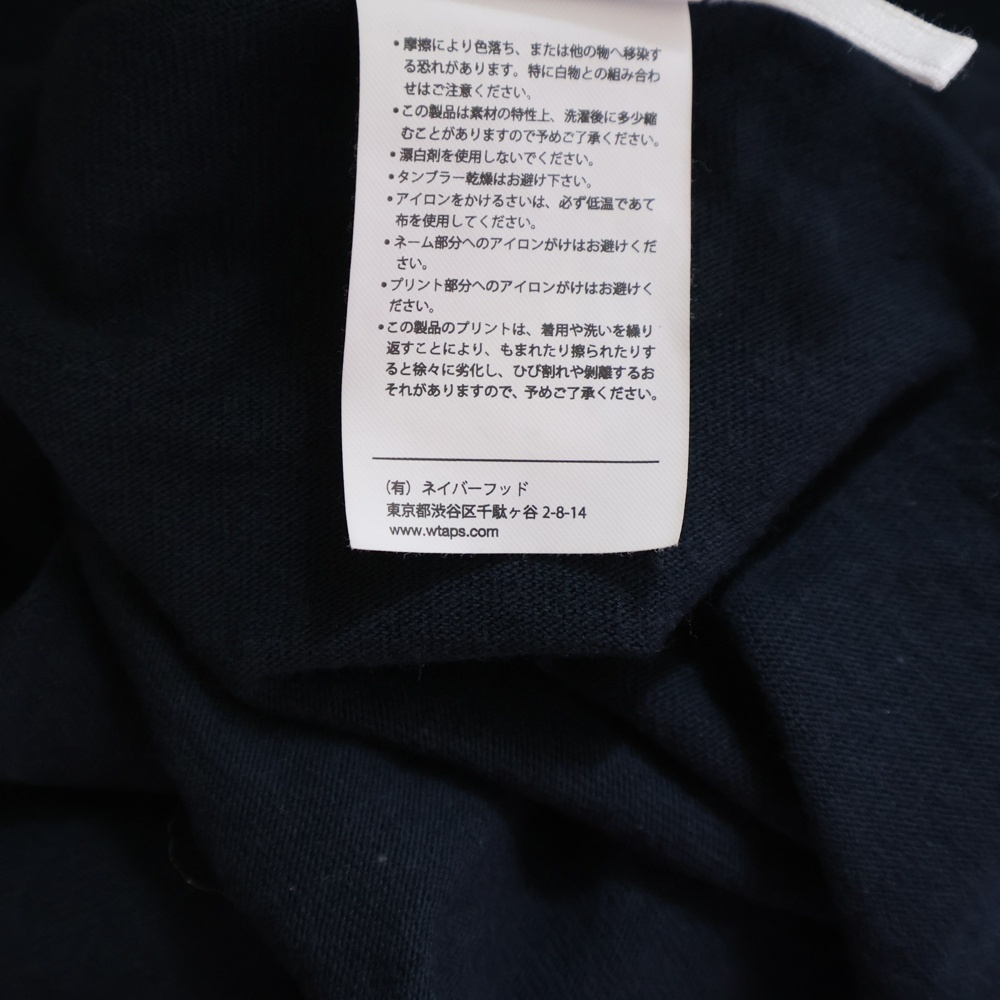 •摩擦により色落ち、または他の物へ移染す
る恐れがあります。特に白物との組み合わ
せはご注意ください。
•この製品は素材の特性上、洗濯後に多少縮
むことがありますので予めご了承ください。
•漂白剤を使用しないでください。
•タンブラー乾燥はお避け下さい。
•アイロンをかけるさいは、必ず低温であて
布を使用してください。
•ネーム部分へのアイロンがけはお避けくだ
さい。
•プリント部分へのアイロンがけはお避けく
ださい。
•この製品のプリントは、着用や洗いを繰り
返すことにより、もまれたり擦られたりす
ると徐々に劣化し、ひび割れや剝離するお
それがありますので、予めご了承ください。
(有) ネイバーフッド
東京都渋谷区千駄ヶ谷 2-8-14
www.wtaps.com